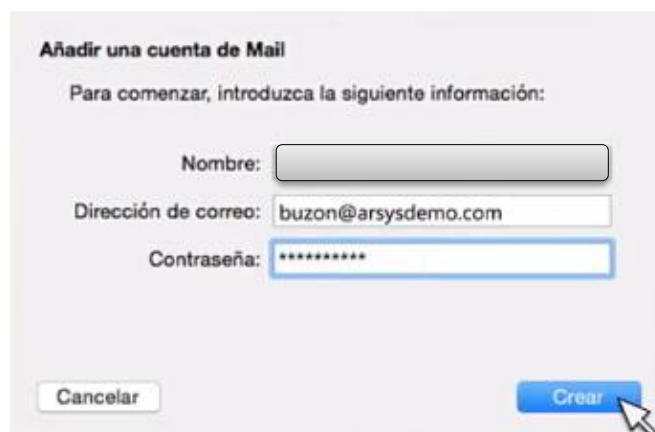 Añadir una cuenta de Mail
Para comenzar, introduzca la siguiente información:
Nombre:
Dirección de correo: buzon@arsysdemo.com
Contraseña: **********
Cancelar Crear